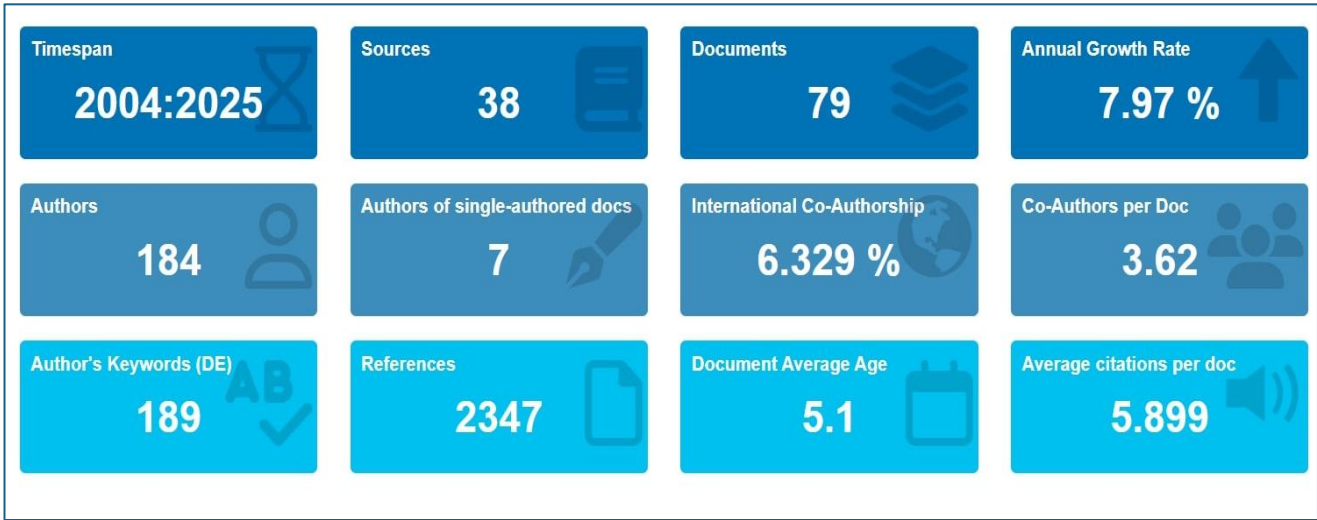 Timespan
2004:2025
Sources
38
Documents
79
Annual Growth Rate
7.97 %
Authors
184
Authors of single-authored docs
7
International Co-Authorship
6.329 %
Co-Authors per Doc
3.62
Author's Keywords (DE)
189
AB
References
2347
Document Average Age
5.1
Average citations per doc
5.899